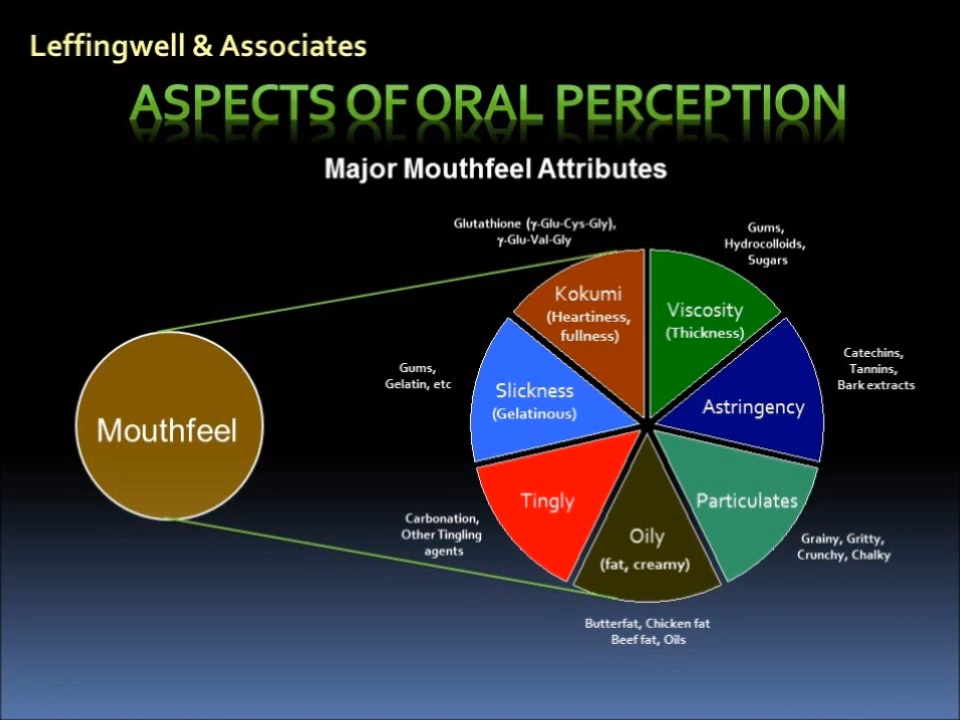 Leffingwell & Associates
ASPECTS OF ORAL PERCEPTION
Major Mouthfeel Attributes
Glutathione (γ-Glu-Cys-Gly),
γ-Glu-Val-Gly
Gums,
Hydrocolloids,
Sugars
Kokumi
(Heartiness,
fullness)
Viscosity
(Thickness)
Catechins,
Tannins,
Bark extracts
Gums,
Gelatin, etc
Slickness
(Gelatinous)
Astringency
Mouthfeel
Tingly
Particulates
Carbonation,
Other Tingling
agents
Oily
(fat, creamy)
Grainy, Gritty,
Crunchy, Chalky
Butterfat, Chicken fat
Beef fat, Oils